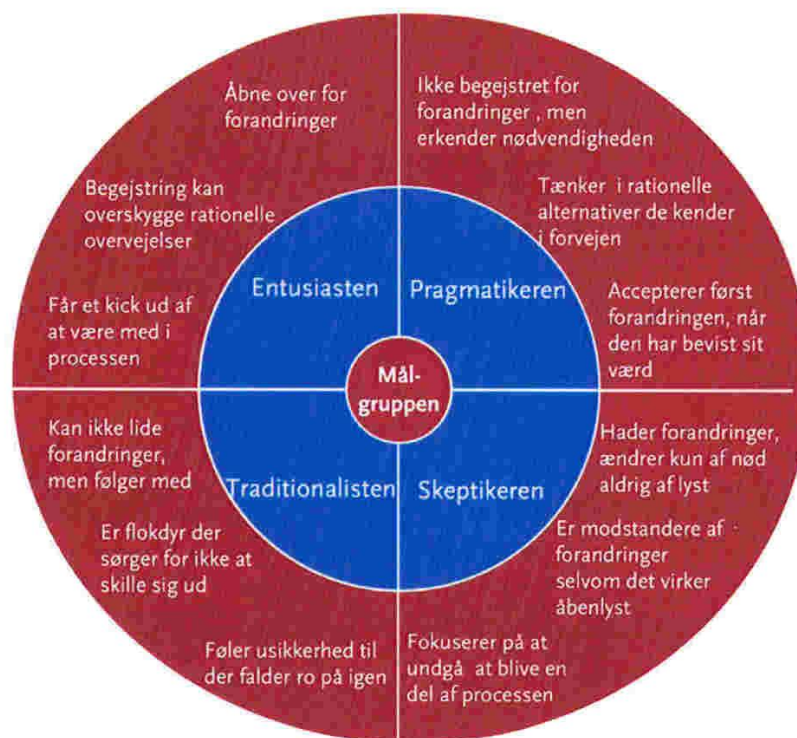 Åbne over for
forandringer
Begejstring kan
overskygge rationelle
overvejelser
Får et kick ud af
at være med i
processen
Entusiasten
Ikke begejstret for
forandringer , men
erkender nødvendigheden
Tænker i rationelle
alternativer de kender
i forvejen
Accepterer først
forandringen, når
den har bevist sit
værd
Pragmatikeren
Mål-
gruppen
Kan ikke lide
forandringer,
men følger med
Er flokdyr der
sørger for ikke at
skille sig ud
Føler usikkerhed til
der falder ro på igen
Traditionalisten
Skeptikeren
Hader forandringer,
ændrer kun af nød
aldrig af lyst
Er modstandere af
forandringer
selvom det virker
åbenlyst
Fokuserer på at
undgå at blive en
del af processen